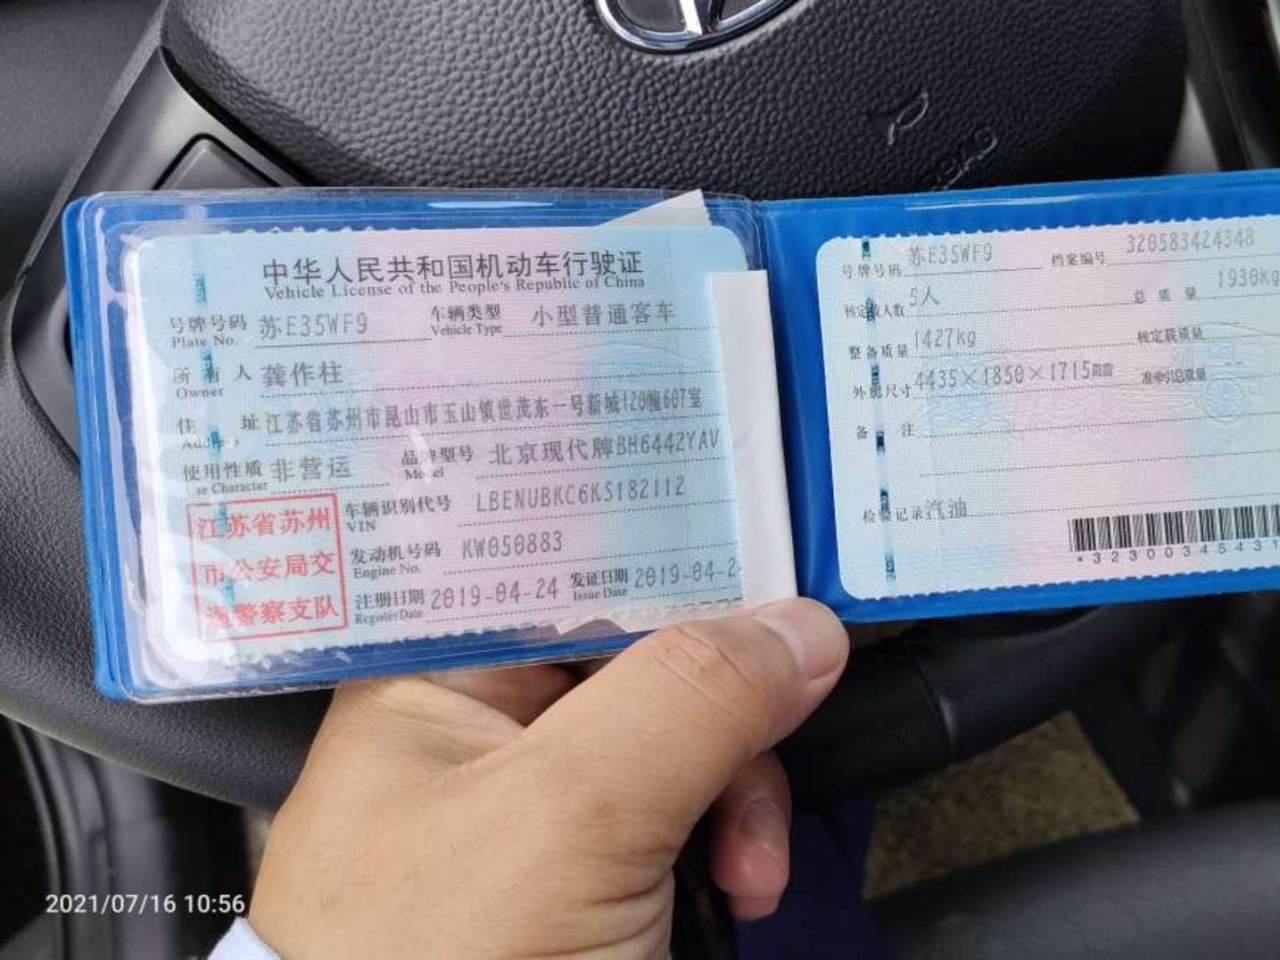 中华人民共和国机动车行驶证
Vehicle License of the People's Republic of China
号牌号码 苏E35WF9 车辆类型 小型普通客车
Plate No. Vehicle Type
所有人 龚作柱
Owner
住址 江苏省苏州市昆山市玉山镇世茂东一号新城120幢607室
Address
使用性质 非营运 品牌型号 北京现代牌BH6442YAV
Use Character Model
江苏省苏州
市公安局交
通警察支队
车辆识别代号 LBENUBKC6KS182112
VIN
发动机号码 KW050883
Engine No.
注册日期 2019-04-24 发证日期 2019-04-2
Register Date Issue Date
号牌号码 苏E35WF9 档案编号 320583424348
核定载人数 5人 总质量 1930kg
整备质量 1427kg 核定载质量
外廓尺寸 4435×1850×1715 准牵引总质量 --
备注
检验记录 汽油
*3230034543
2021/07/16 10:56